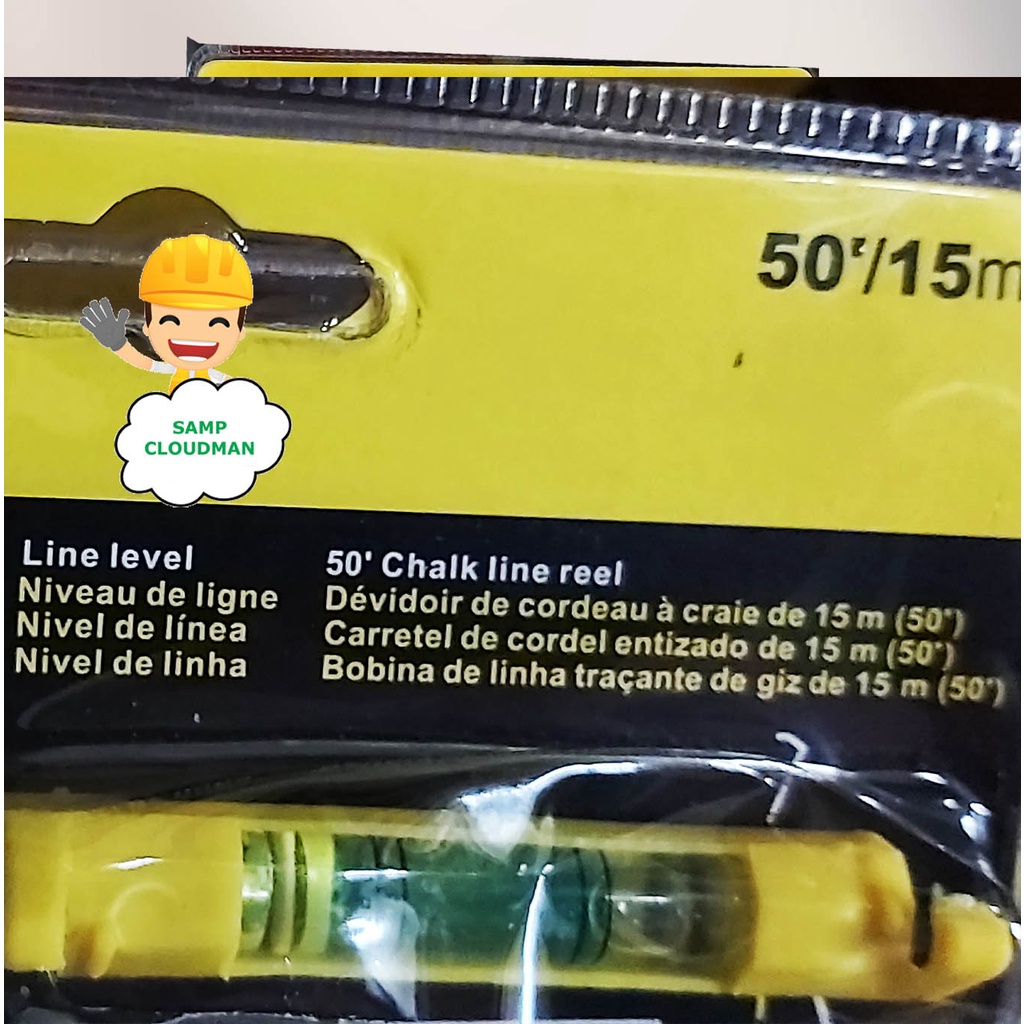 50'/15m
SAMP
CLOUDMAN
Line level
Niveau de ligne
Nivel de línea
Nivel de linha
50' Chalk line reel
Dévidoir de cordeau à craie de 15 m (50')
Carretel de cordel entizado de 15 m (50')
Bobina de linha traçante de giz de 15 m (50')